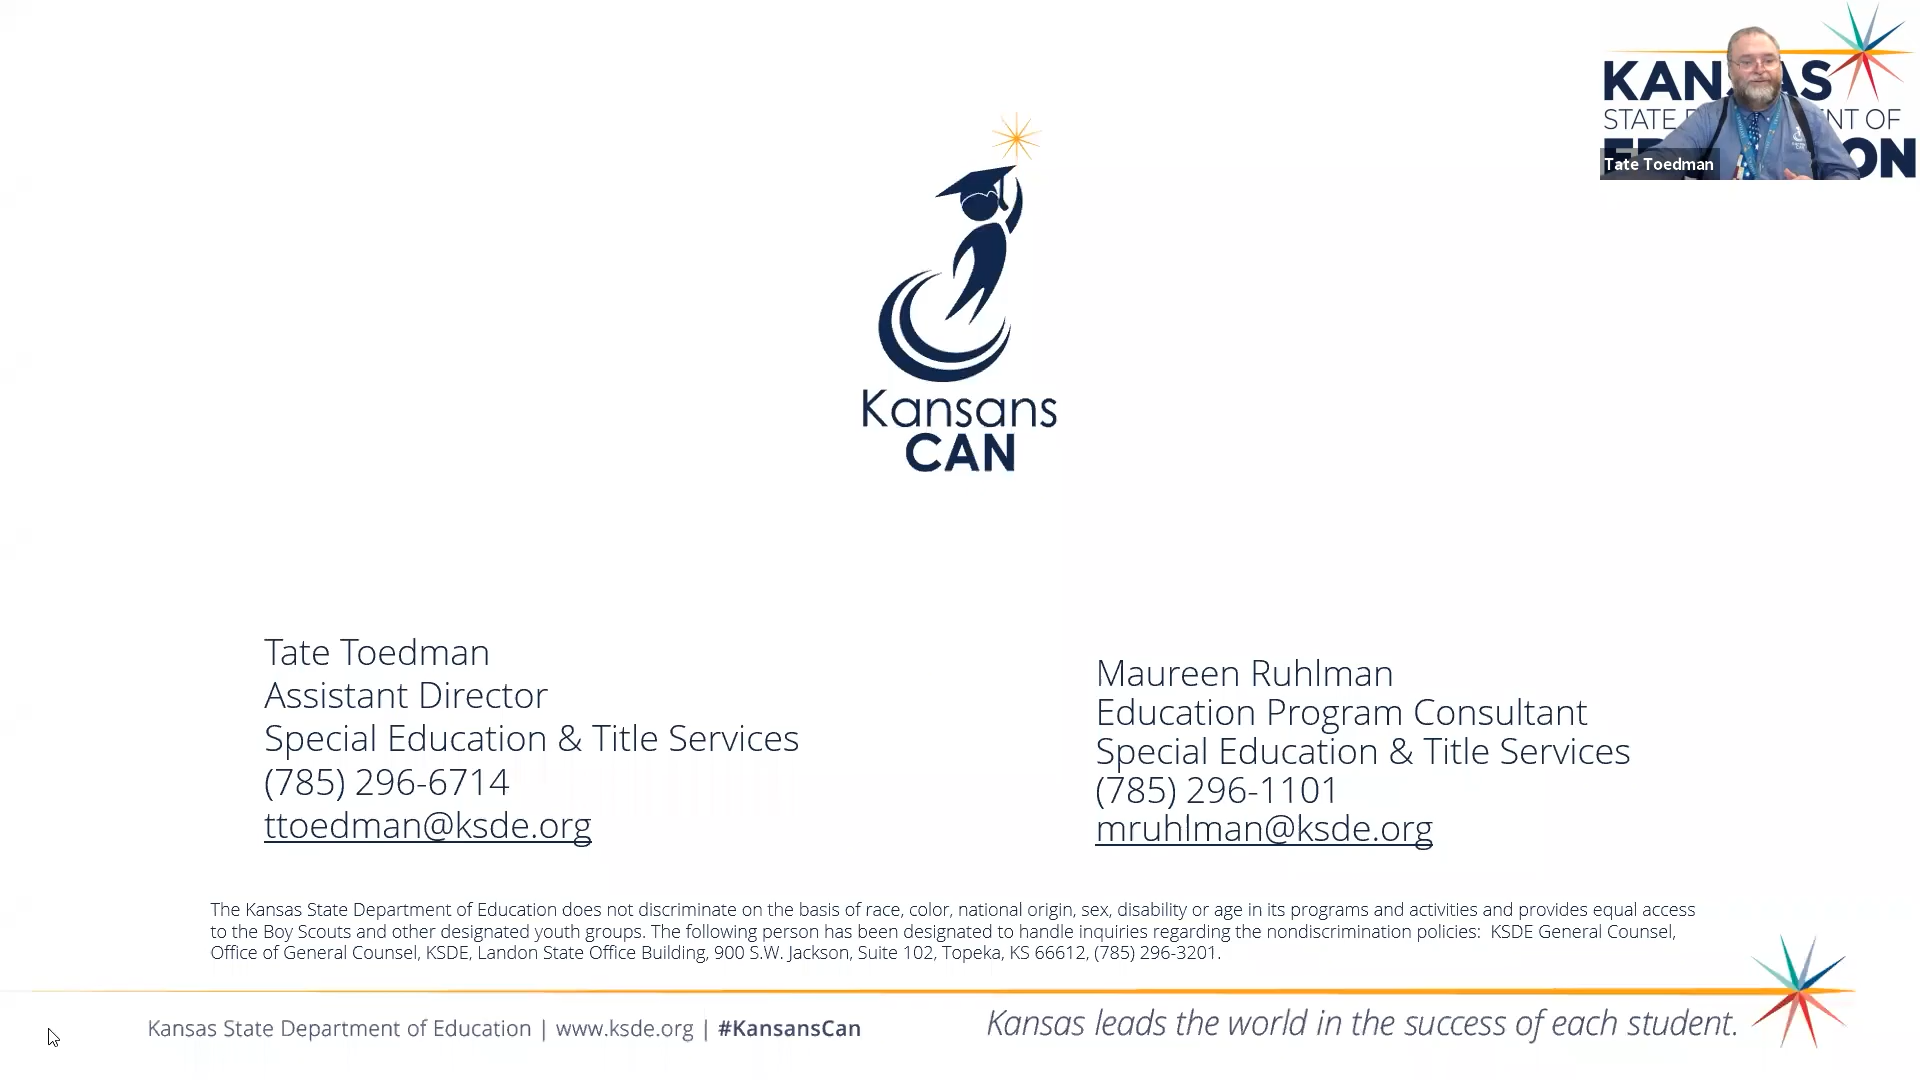 KANSAS
STATE DEPARTMENT OF
EDUCATION
Tate Toedman
Kansans
CAN
Tate Toedman
Assistant Director
Special Education & Title Services
(785) 296-6714
ttoedman@ksde.org
Maureen Ruhlman
Education Program Consultant
Special Education & Title Services
(785) 296-1101
mruhlman@ksde.org
The Kansas State Department of Education does not discriminate on the basis of race, color, national origin, sex, disability or age in its programs and activities and provides equal access
to the Boy Scouts and other designated youth groups. The following person has been designated to handle inquiries regarding the nondiscrimination policies:  KSDE General Counsel,
Office of General Counsel, KSDE, Landon State Office Building, 900 S.W. Jackson, Suite 102, Topeka, KS 66612, (785) 296-3201.
Kansas State Department of Education | www.ksde.org | #KansansCan
Kansas leads the world in the success of each student.